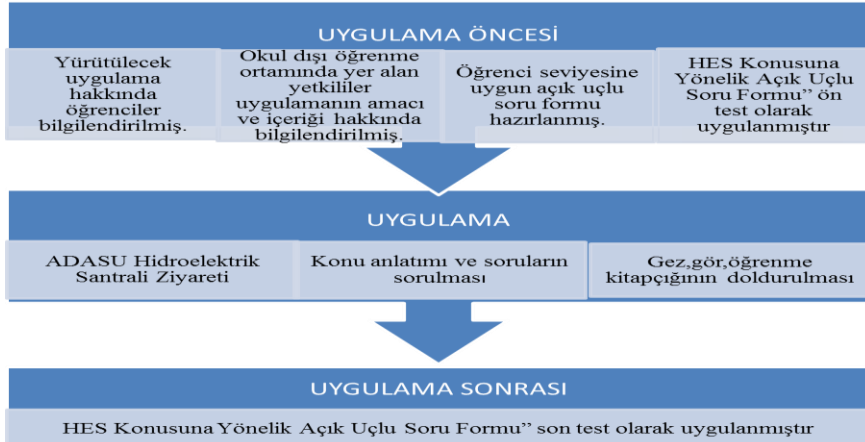 UYGULAMA ÖNCESİ
Yürütülecek
uygulama
hakkında
öğrenciler
bilgilendirilmiş.
Okul dışı öğrenme
ortamında yer alan
yetkililer
uygulamanın amacı
ve içeriği hakkında
bilgilendirilmiş.
Öğrenci seviyesine
uygun açık uçlu
soru formu
hazırlanmış.
HES Konusuna
Yönelik Açık Uçlu
Soru Formu” ön
test olarak
uygulanmıştır
UYGULAMA
ADASU Hidroelektrik
Santrali Ziyareti
Konu anlatımı ve soruların
sorulması
Gez,gör,öğrenme
kitapçığının doldurulması
UYGULAMA SONRASI
HES Konusuna Yönelik Açık Uçlu Soru Formu” son test olarak uygulanmıştır